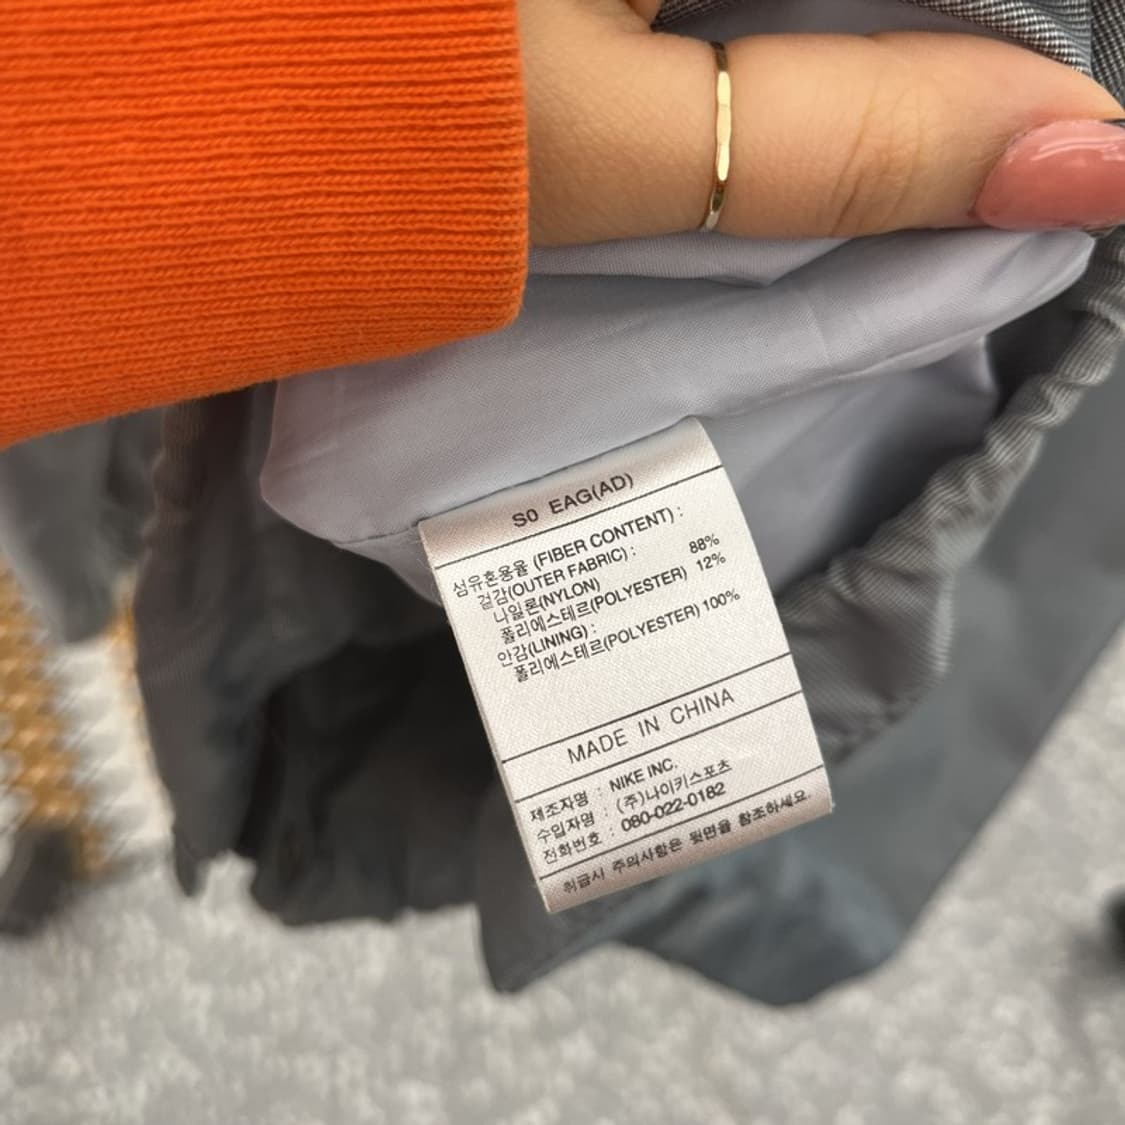 S0 EAG(AD)
섬유혼용율 (FIBER CONTENT) :
겉감(OUTER FABRIC) :
나일론(NYLON) 88%
폴리에스테르(POLYESTER) 12%
안감(LINING) :
폴리에스테르(POLYESTER) 100%
MADE IN CHINA
제조자명 : NIKE INC.
수입자명 : (주)나이키스포츠
전화번호 : 080-022-0182
취급시 주의사항은 뒷면을 참조하세요.